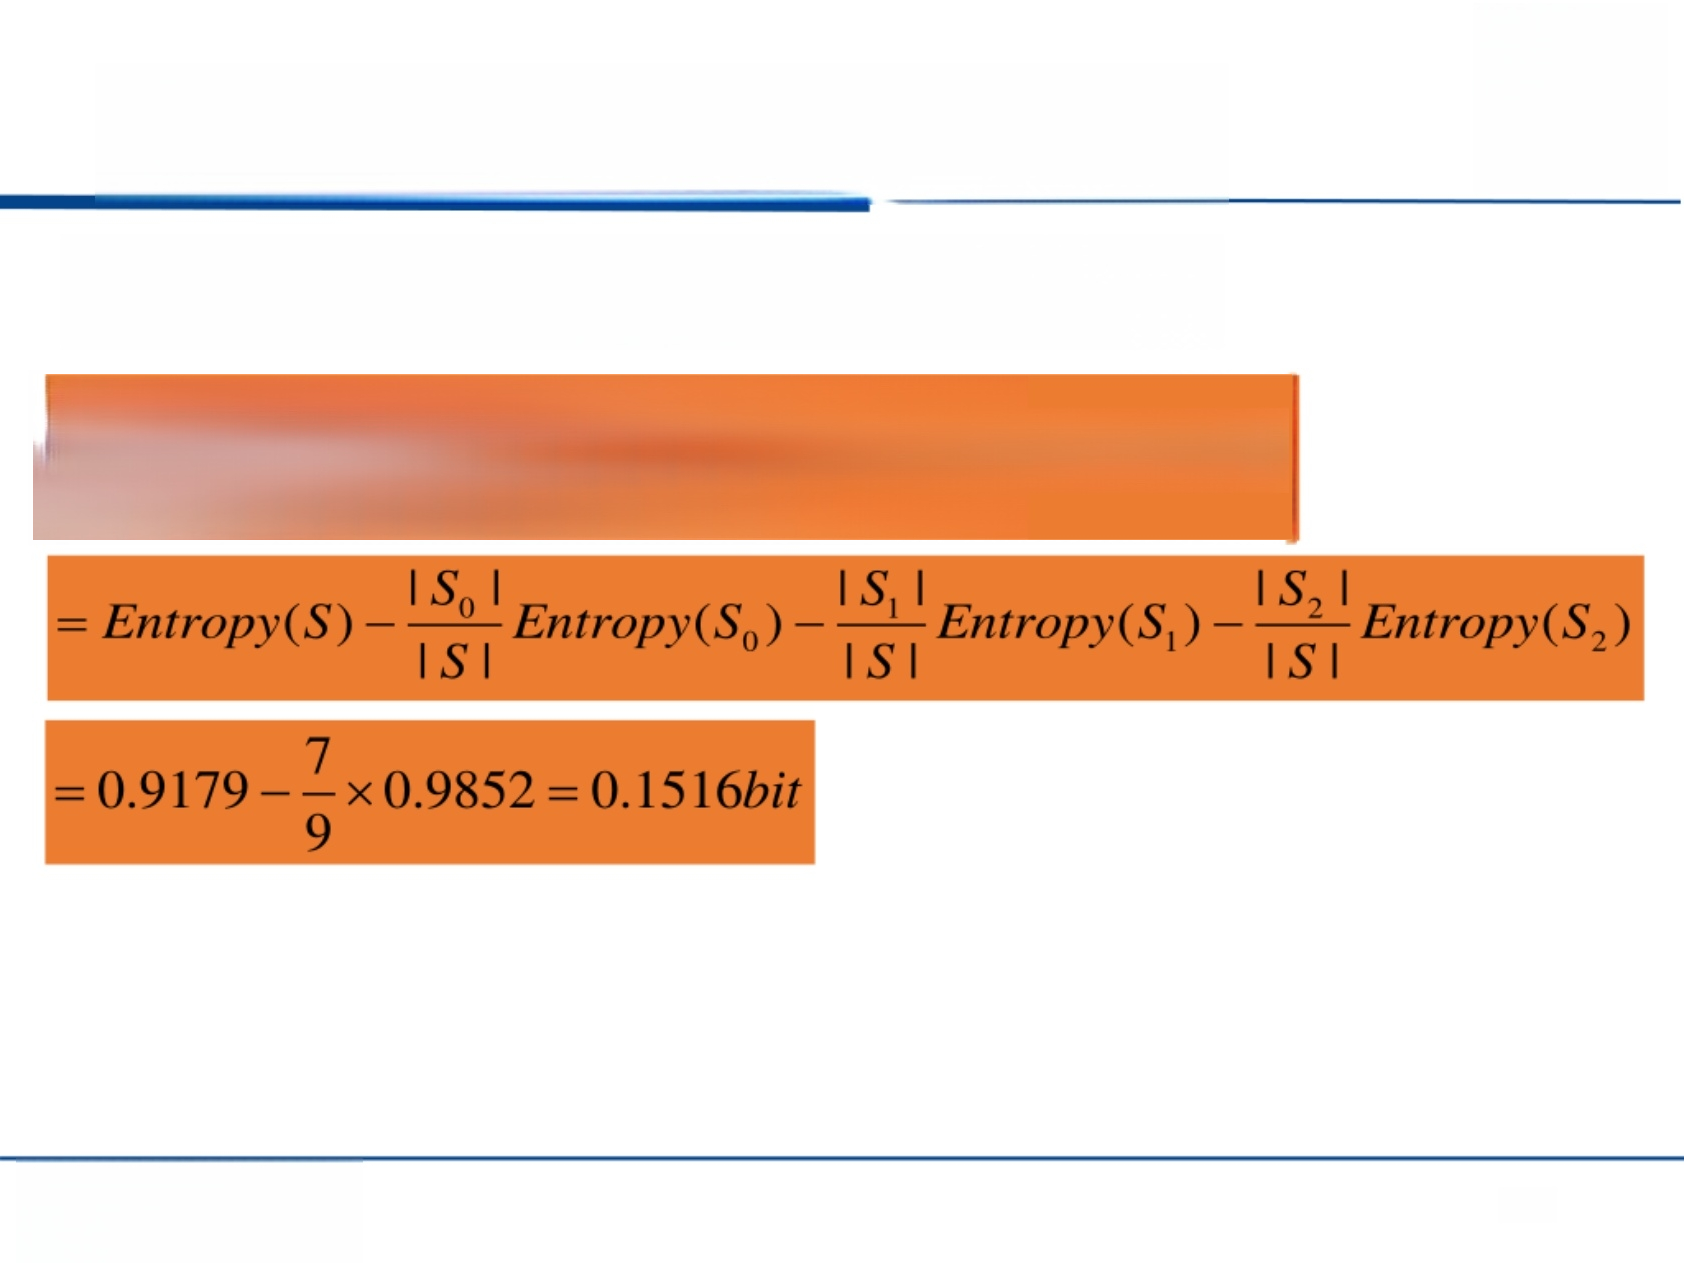 = Entropy(S) − |S₀|/|S| Entropy(S₀) − |S₁|/|S| Entropy(S₁) − |S₂|/|S| Entropy(S₂)
= 0.9179 − 7/9 × 0.9852 = 0.1516bit